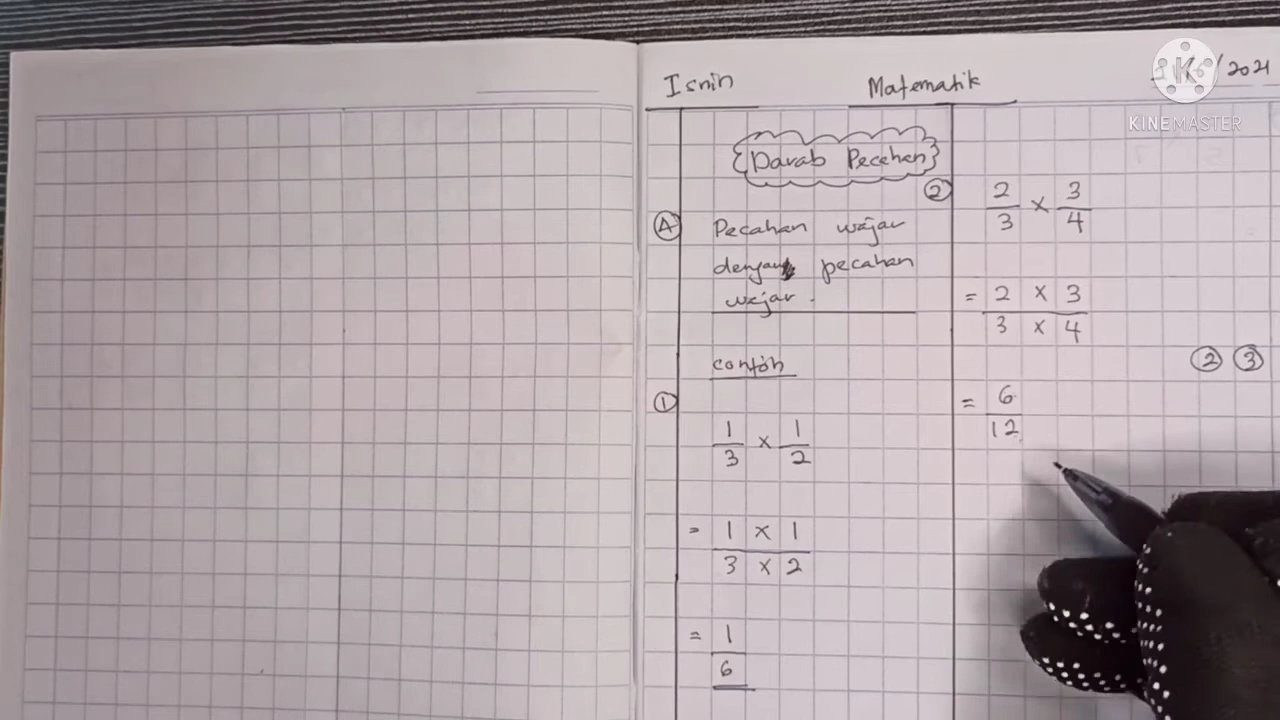 Isnin Matematik /2021
KINEMASTER
Darab Pecahan
A Pecahan wajar
dengan pecahan
wajar.
contoh
1
1/3 x 1/2
= 1 x 1
3 x 2
= 1/6
2
2/3 x 3/4
= 2 x 3
3 x 4
= 6/12
2 3